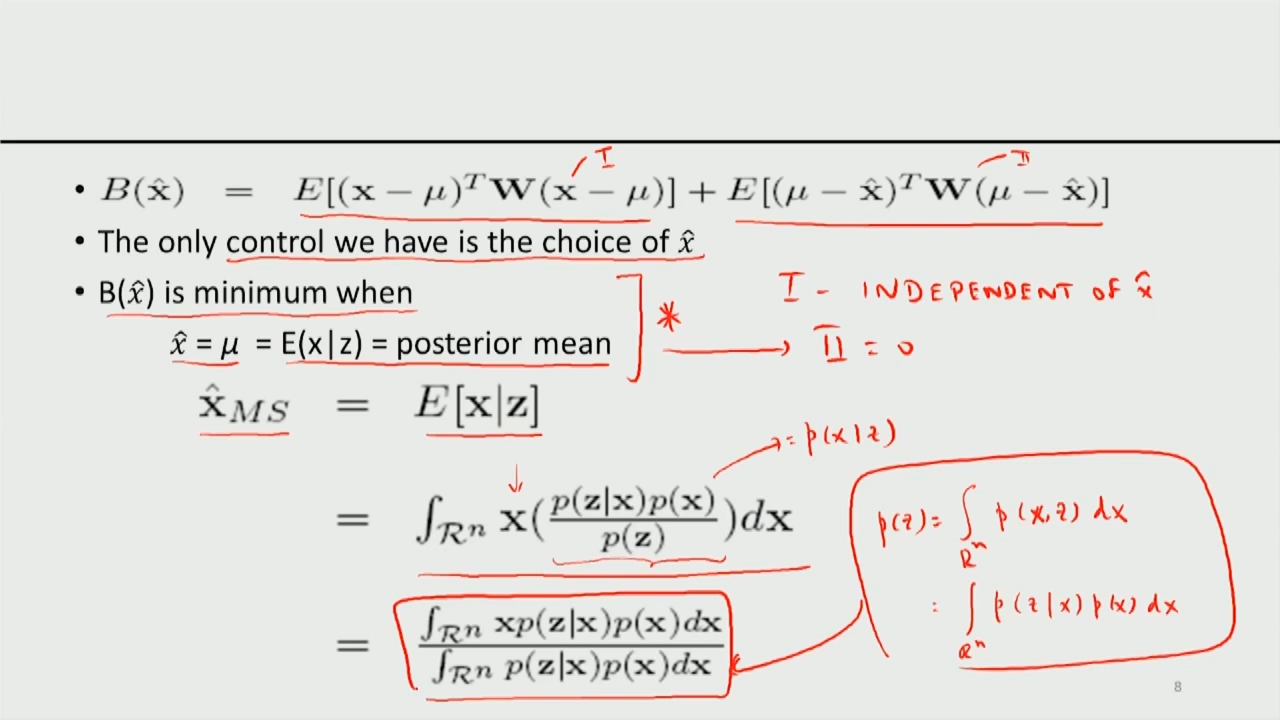 I II
• B(x̂) = E[(x − μ)ᵀW(x − μ)] + E[(μ − x̂)ᵀW(μ − x̂)]
• The only control we have is the choice of x̂
• B(x̂) is minimum when
I - INDEPENDENT OF x̂
x̂ = μ = E(x|z) = posterior mean
* II = 0
x̂_MS = E[x|z]
= p(x|z)
= ∫_Rⁿ x(p(z|x)p(x)/p(z))dx
p(z) = ∫_Rⁿ p(x,z) dx
= ∫_Rⁿ xp(z|x)p(x)dx / ∫_Rⁿ p(z|x)p(x)dx
: ∫_Rⁿ p(z|x) p(x) dx
8